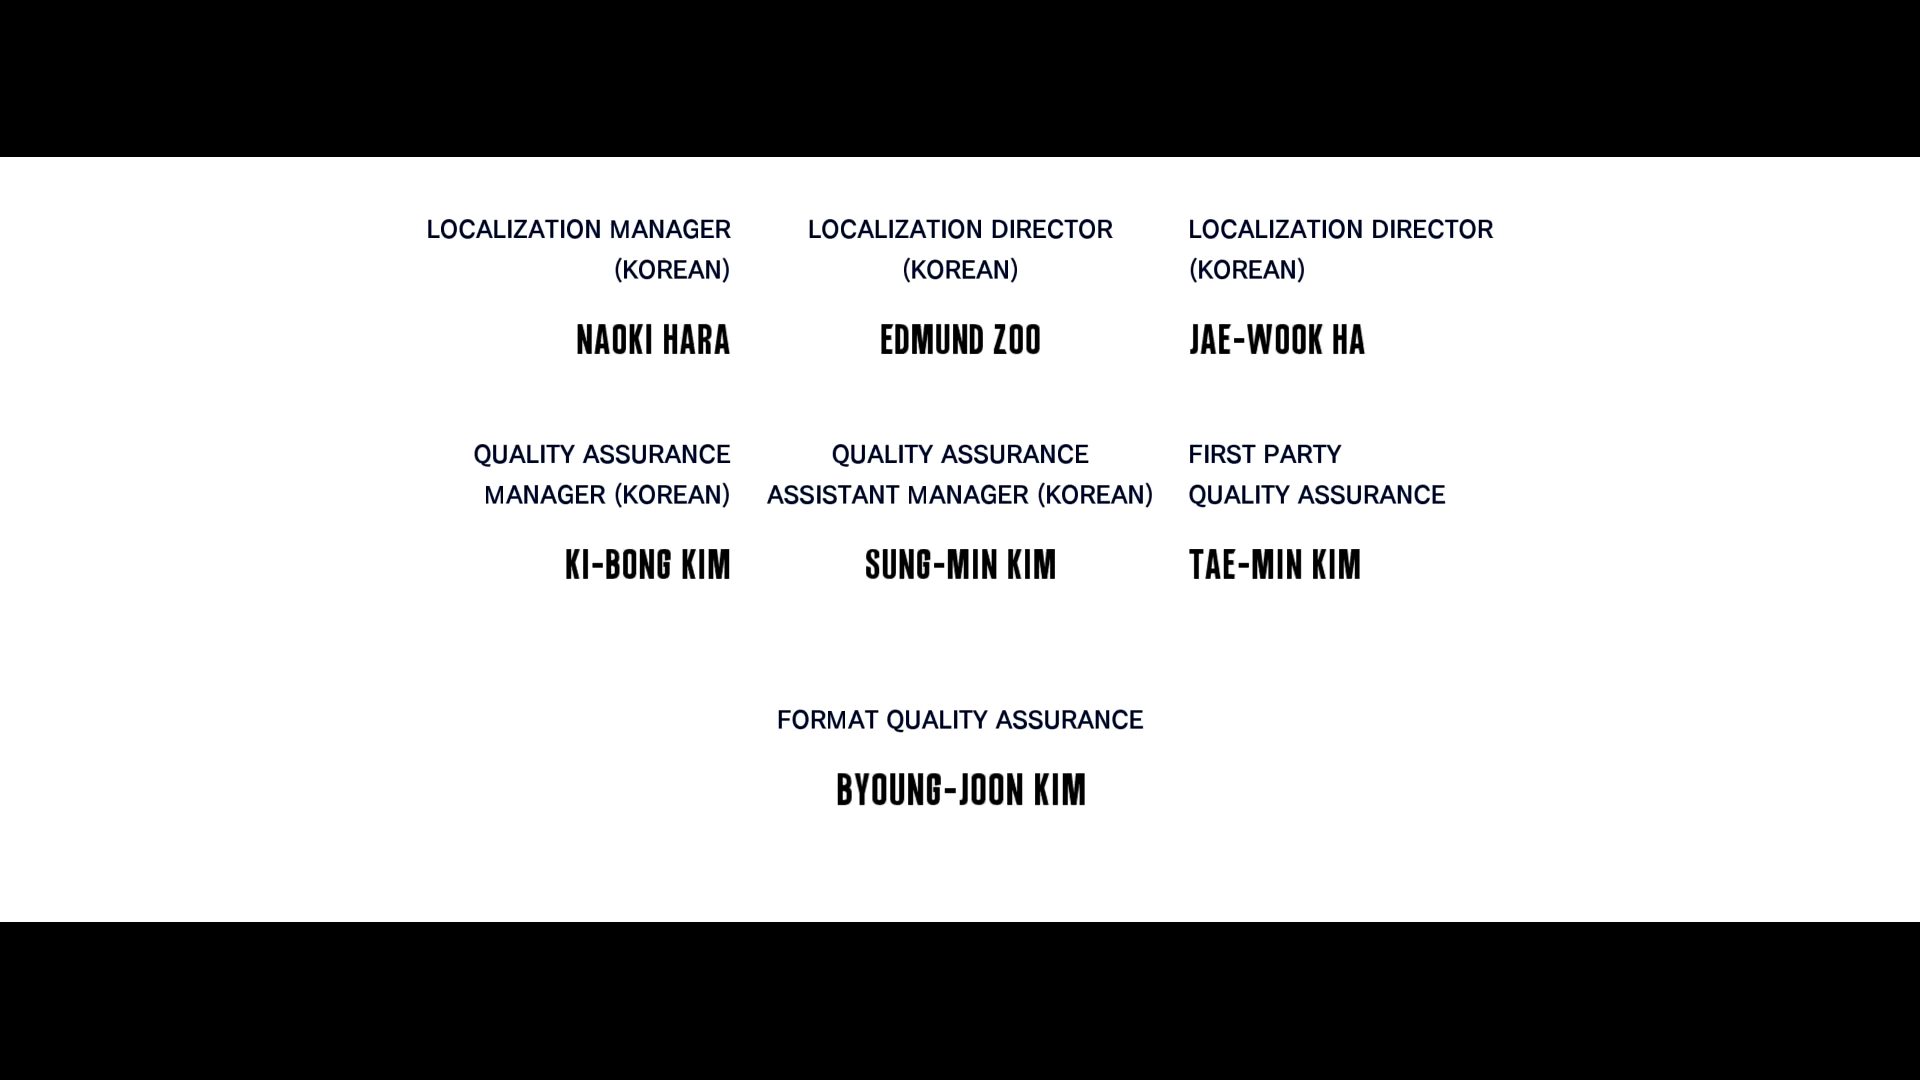 LOCALIZATION MANAGER
(KOREAN)
NAOKI HARA
LOCALIZATION DIRECTOR
(KOREAN)
EDMUND ZOO
LOCALIZATION DIRECTOR
(KOREAN)
JAE-WOOK HA
QUALITY ASSURANCE
MANAGER (KOREAN)
KI-BONG KIM
QUALITY ASSURANCE
ASSISTANT MANAGER (KOREAN)
SUNG-MIN KIM
FIRST PARTY
QUALITY ASSURANCE
TAE-MIN KIM
FORMAT QUALITY ASSURANCE
BYOUNG-JOON KIM